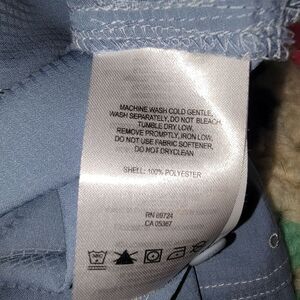 MACHINE WASH COLD GENTLE,
WASH SEPARATELY, DO NOT BLEACH,
TUMBLE DRY LOW,
REMOVE PROMPTLY, IRON LOW,
DO NOT USE FABRIC SOFTENER,
DO NOT DRYCLEAN
SHELL: 100% POLYESTER
RN 69724
CA 05367